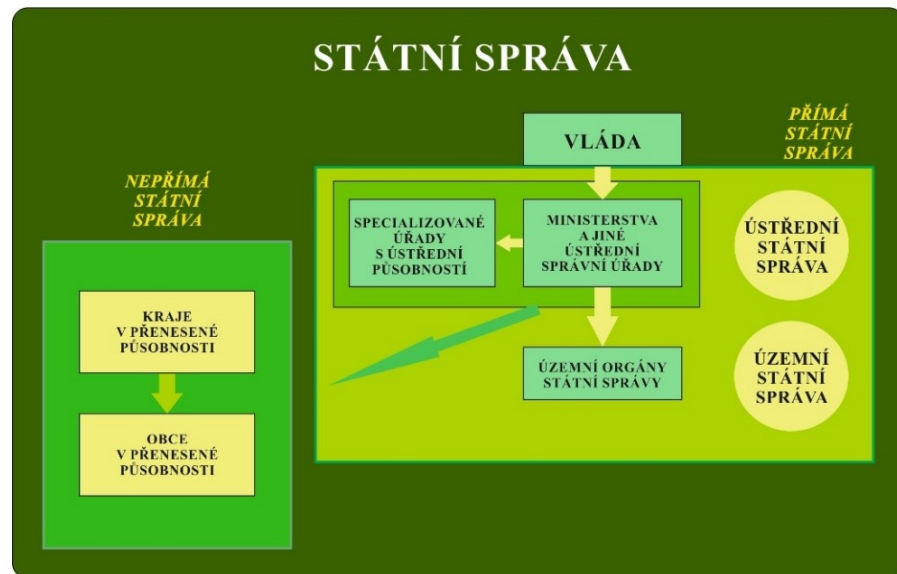 STÁTNÍ SPRÁVA
NEPŘÍMÁ
STÁTNÍ
SPRÁVA
KRAJE
V PŘENESENÉ
PŮSOBNOSTI
OBCE
V PŘENESENÉ
PŮSOBNOSTI
PŘÍMÁ
STÁTNÍ
SPRÁVA
VLÁDA
SPECIALIZOVANÉ
ÚŘADY
S ÚSTŘEDNÍ
PŮSOBNOSTÍ
MINISTERSTVA
A JINÉ
ÚSTŘEDNÍ
SPRÁVNÍ ÚŘADY
ÚSTŘEDNÍ
STÁTNÍ
SPRÁVA
ÚZEMNÍ ORGÁNY
STÁTNÍ SPRÁVY
ÚZEMNÍ
STÁTNÍ
SPRÁVA